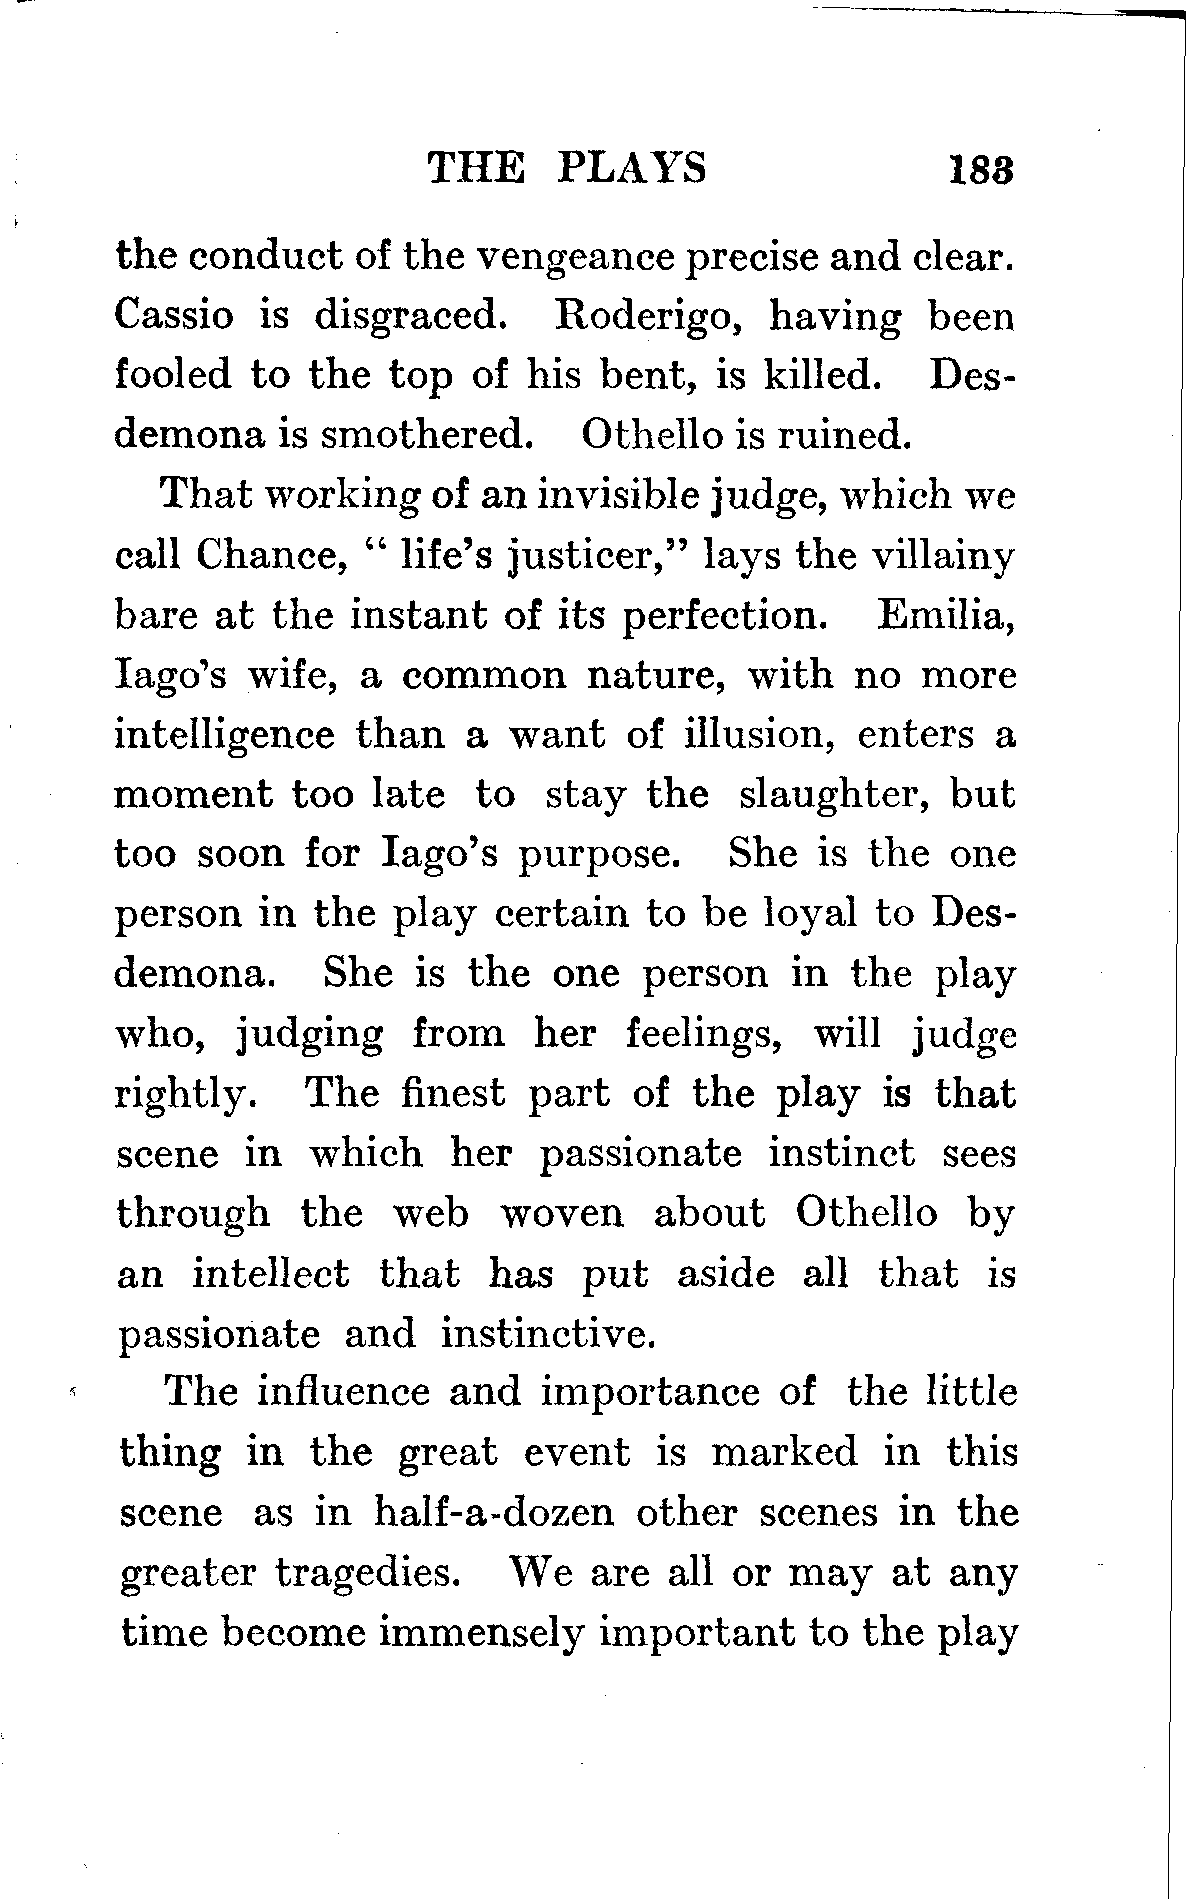 THE PLAYS 183
the conduct of the vengeance precise and clear.
Cassio is disgraced. Roderigo, having been
fooled to the top of his bent, is killed. Des-
demona is smothered. Othello is ruined.
That working of an invisible judge, which we
call Chance, “ life’s justicer,” lays the villainy
bare at the instant of its perfection. Emilia,
Iago’s wife, a common nature, with no more
intelligence than a want of illusion, enters a
moment too late to stay the slaughter, but
too soon for Iago’s purpose. She is the one
person in the play certain to be loyal to Des-
demona. She is the one person in the play
who, judging from her feelings, will judge
rightly. The finest part of the play is that
scene in which her passionate instinct sees
through the web woven about Othello by
an intellect that has put aside all that is
passionate and instinctive.
The influence and importance of the little
thing in the great event is marked in this
scene as in half-a-dozen other scenes in the
greater tragedies. We are all or may at any
time become immensely important to the play